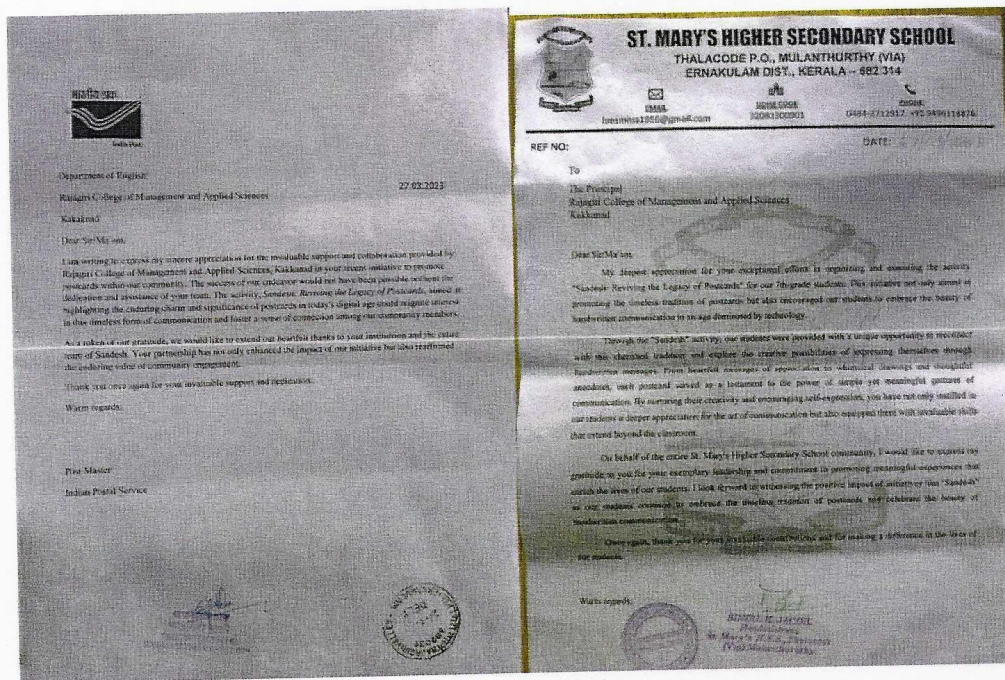 भारतीय डाक
India Post
Department of English
27.03.2023
Rajagiri College of Management and Applied Sciences
Kakaknad
Dear Sir/Ma'am,
I am writing to express my sincere appreciation for the invaluable support and collaboration provided by
Rajagiri College of Management and Applied Sciences, Kakkanad in your recent initiative to promote
postcards within our community. The success of our endeavor would not have been possible without the
dedication and assistance of your team. The activity, Sandesh: Reviving the Legacy of Postcards, aimed at
highlighting the enduring charm and significance of postcards in today's digital age should reignite interest
in this timeless form of communication and foster a sense of connection among our community members.
As a token of our gratitude, we would like to extend our heartfelt thanks to your institution and the entire
team of Sandesh. Your partnership has not only enhanced the impact of our initiative but also reaffirmed
the enduring value of community engagement.
Thank you once again for your invaluable support and dedication.
Warm regards,
Post Master
Indian Postal Service
ST. MARY'S HIGHER SECONDARY SCHOOL
THALACODE P.O., MULANTHURTHY (VIA)
ERNAKULAM DIST., KERALA – 682 314
EMAIL
PHONE
REF NO:
DATE:
To
The Principal
Rajagiri College of Management and Applied Sciences
Kakkanad
Dear Sir/Ma'am,
My deepest appreciation for your exceptional efforts in organizing and executing the activity
"Sandesh: Reviving the Legacy of Postcards" for our 7th-grade students. This initiative not only aimed at
promoting the timeless tradition of postcards but also encouraged our students to embrace the beauty of
handwritten communication in an age dominated by technology.
Through the "Sandesh" activity, our students were provided with a unique opportunity to reconnect
with this cherished tradition and explore the creative possibilities of expressing themselves through
handwritten messages. From heartfelt messages of appreciation to whimsical drawings and thoughtful
anecdotes, each postcard served as a testament to the power of simple yet meaningful gestures of
communication. By nurturing their creativity and encouraging self-expression, you have not only instilled in
our students a deeper appreciation for the art of communication but also equipped them with invaluable skills
that extend beyond the classroom.
On behalf of the entire St. Mary's Higher Secondary School community, I would like to express my
gratitude to you for your exemplary leadership and commitment to promoting meaningful experiences that
enrich the lives of our students. I look forward to witnessing the positive impact of initiatives like "Sandesh"
as our students continue to embrace the timeless tradition of postcards and celebrate the beauty of
handwritten communication.
Once again, thank you for your invaluable contributions and for making a difference in the lives of
our students.
Warm regards,